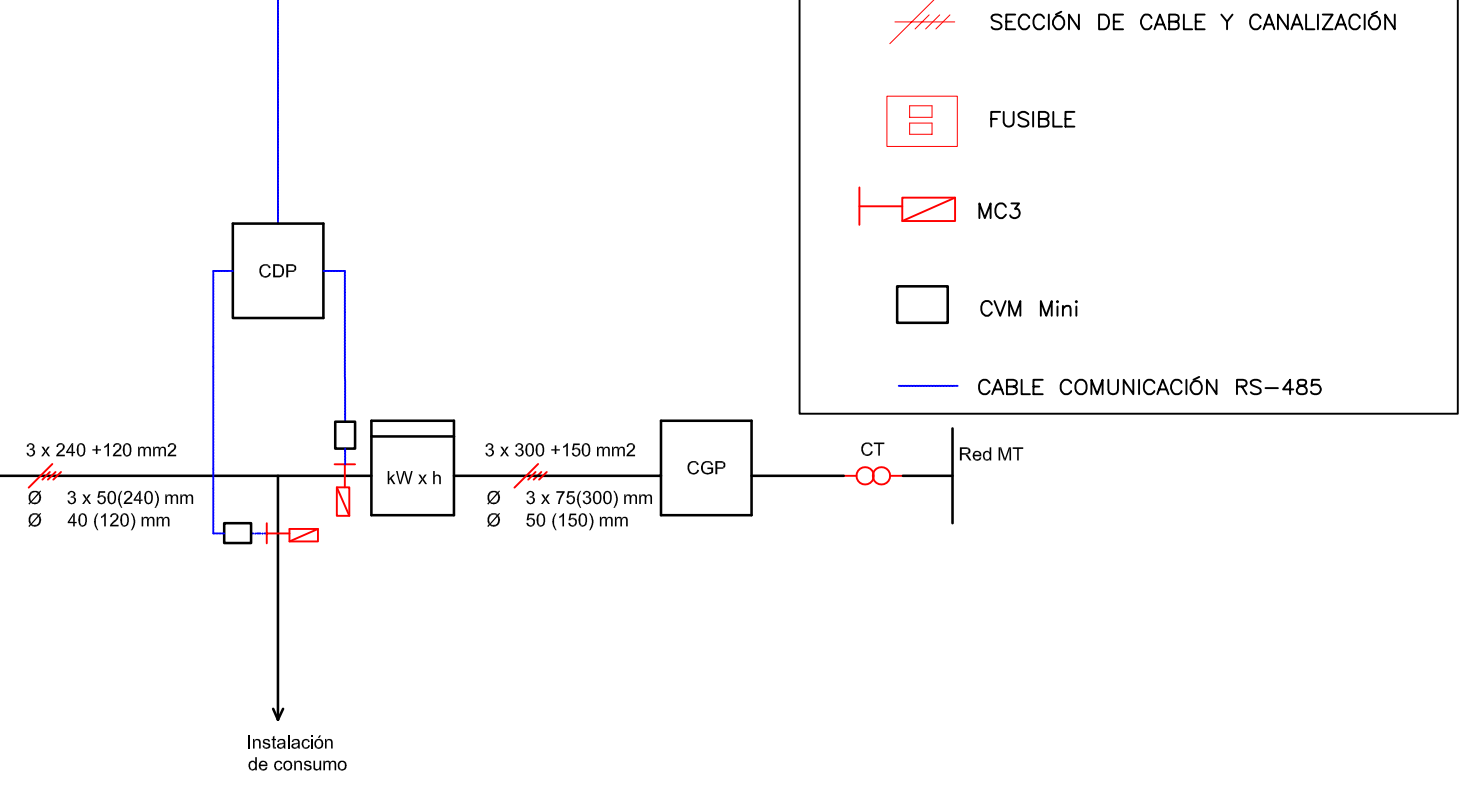 SECCIÓN DE CABLE Y CANALIZACIÓN
FUSIBLE
MC3
CVM Mini
CABLE COMUNICACIÓN RS-485
CDP
3 x 240 +120 mm2
Ø 3 x 50(240) mm
Ø 40 (120) mm
kW x h
3 x 300 +150 mm2
Ø 3 x 75(300) mm
Ø 50 (150) mm
CGP
CT
Red MT
Instalación
de consumo